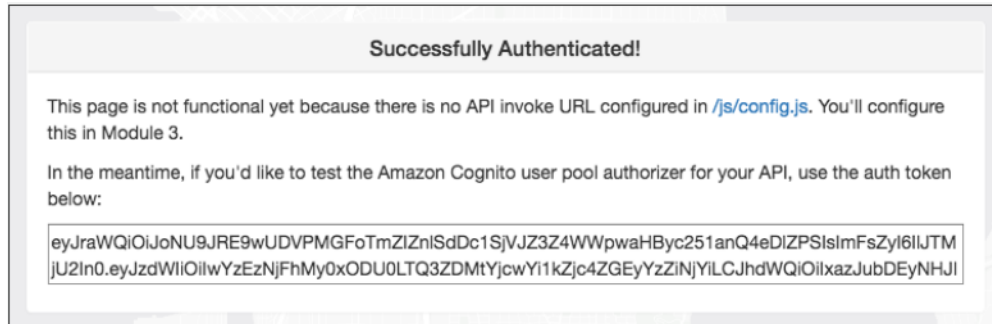 Successfully Authenticated!
This page is not functional yet because there is no API invoke URL configured in /js/config.js. You'll configure
this in Module 3.
In the meantime, if you'd like to test the Amazon Cognito user pool authorizer for your API, use the auth token
below:
eyJraWQiOiJoNU9JRE9wUDVPMGFoTmZIZnlSdDc1SjVJZ3Z4WWpwaHByc251anQ4eDlZPSIsImFsZyI6IlJTM
jU2In0.eyJzdWIiOiIwYzEzNjFhMy0xODU0LTQ3ZDMtYjcwYi1kZjc4ZGEyYzZiNjYiLCJhdWQiOiIxazJubDEyNHJl